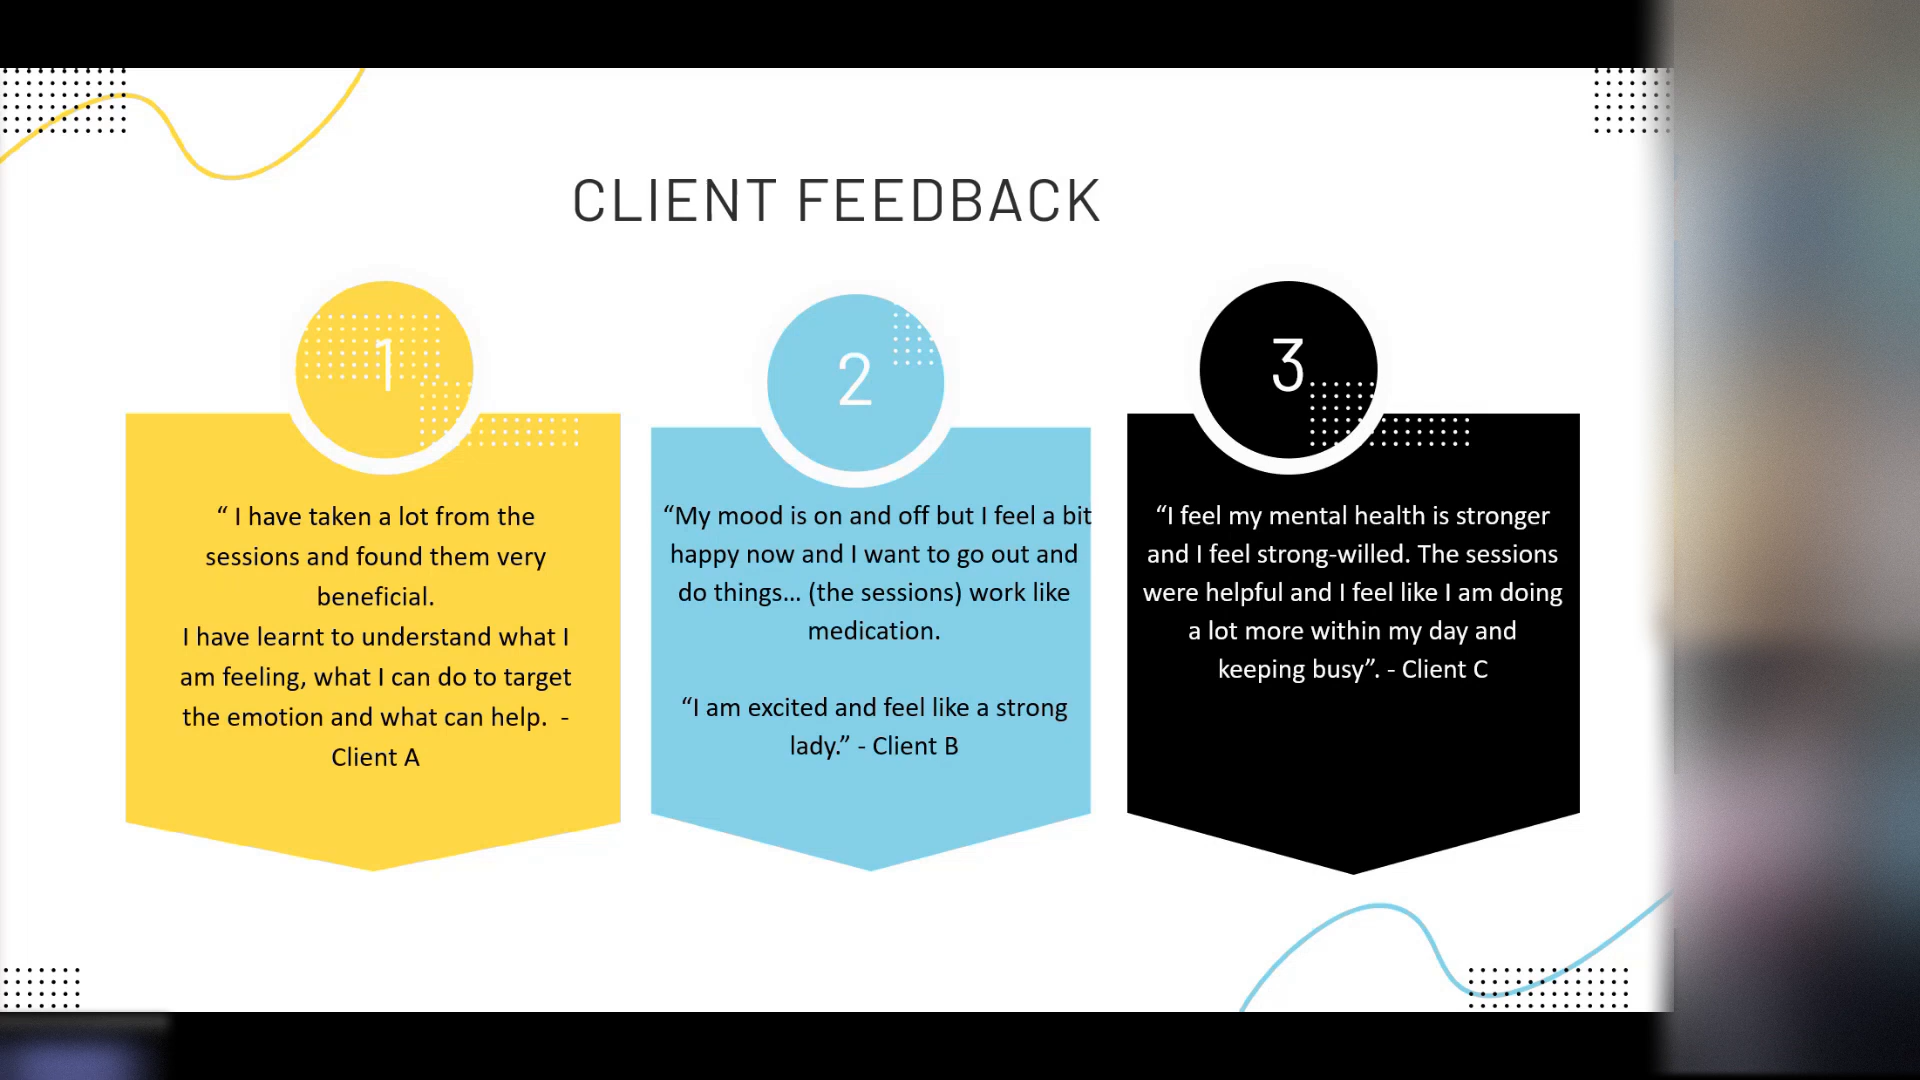 CLIENT FEEDBACK
1
“ I have taken a lot from the
sessions and found them very
beneficial.
I have learnt to understand what I
am feeling, what I can do to target
the emotion and what can help.  -
Client A
2
“My mood is on and off but I feel a bit
happy now and I want to go out and
do things... (the sessions) work like
medication.
“I am excited and feel like a strong
lady.” - Client B
3
“I feel my mental health is stronger
and I feel strong-willed. The sessions
were helpful and I feel like I am doing
a lot more within my day and
keeping busy”. - Client C